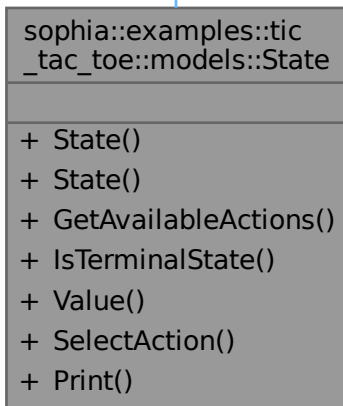 sophia::examples::tic
_tac_toe::models::State
+ State()
+ State()
+ GetAvailableActions()
+ IsTerminalState()
+ Value()
+ SelectAction()
+ Print()